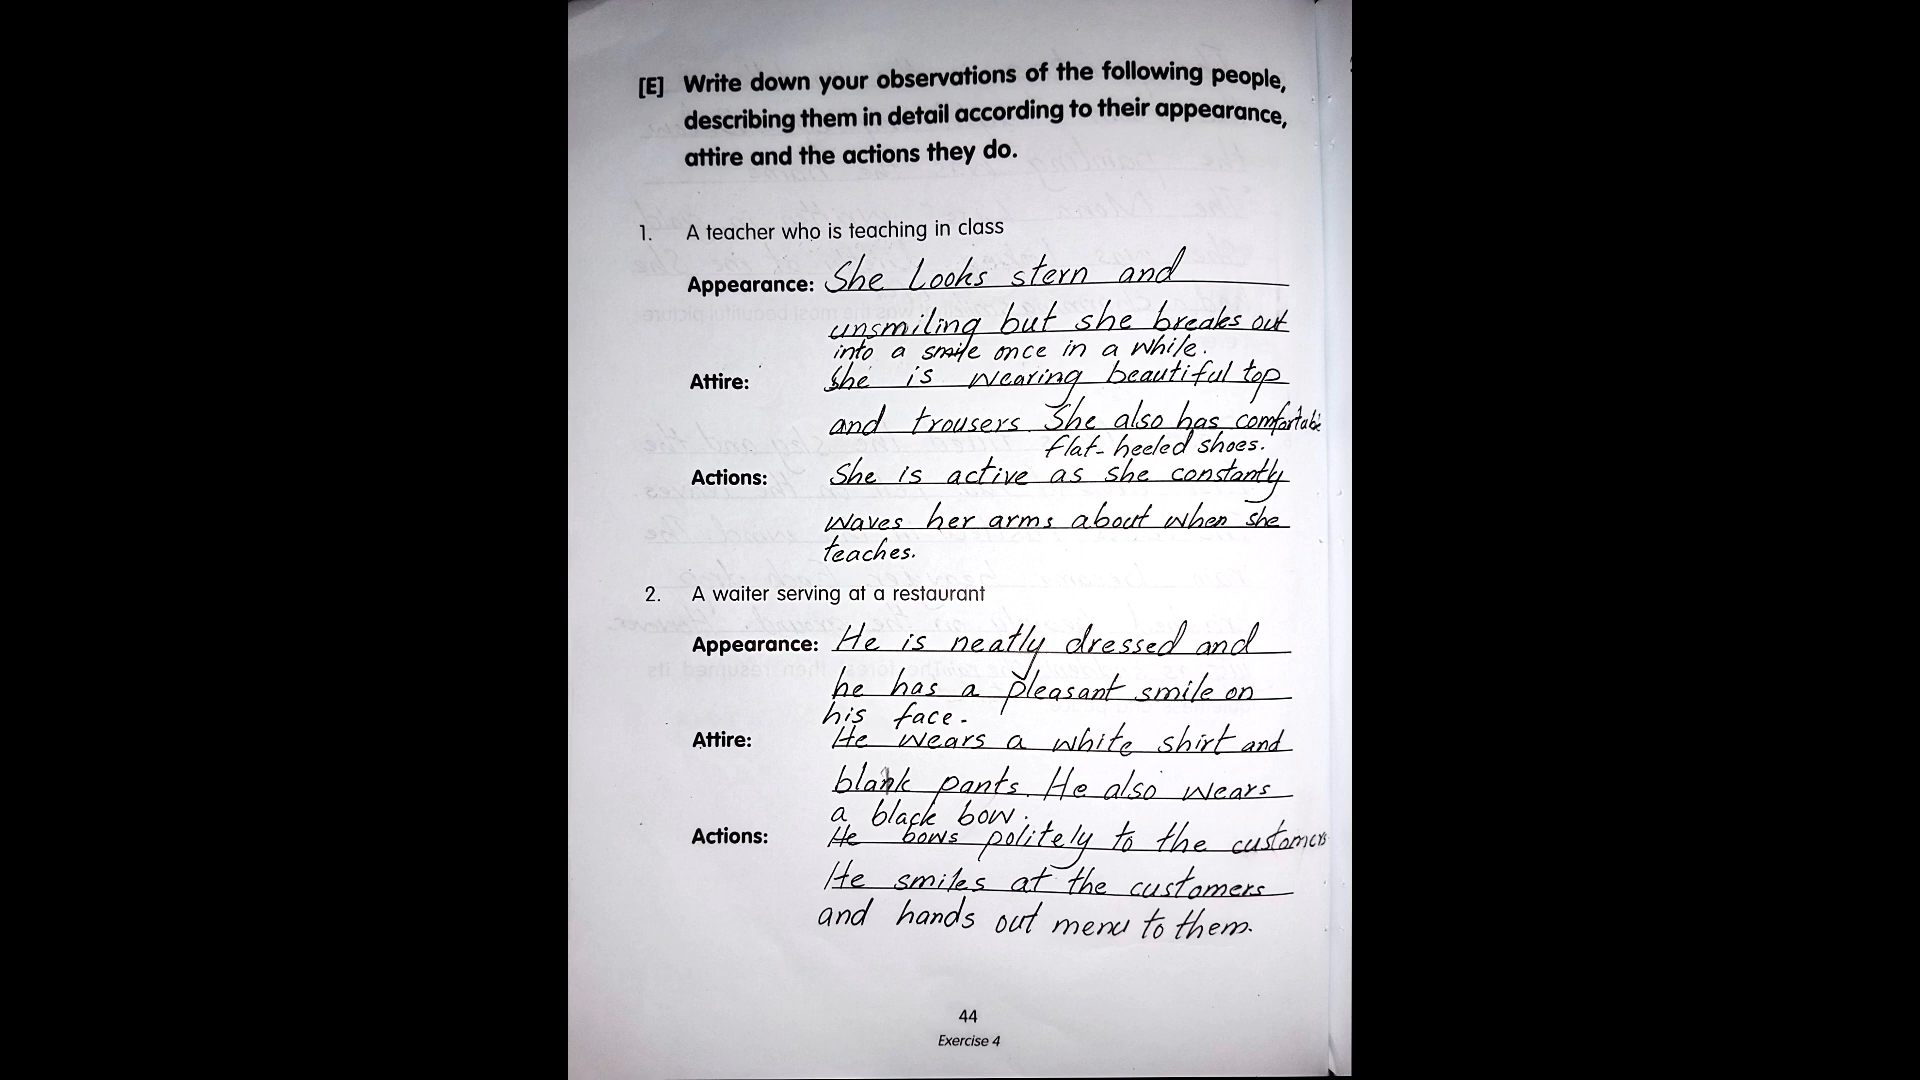 [E] Write down your observations of the following people,
describing them in detail according to their appearance,
attire and the actions they do.
1. A teacher who is teaching in class
Appearance: She Looks stern and
unsmiling but she breaks out
into a smile once in a while.
Attire: She is wearing beautiful top
and trousers. She also has comfortable
flat-heeled shoes.
Actions: She is active as she constantly
waves her arms about when she
teaches.
2. A waiter serving at a restaurant
Appearance: He is neatly dressed and
he has a pleasant smile on
his face.
Attire: He wears a white shirt and
blank pants. He also wears
a black bow.
Actions: He bows politely to the customers
He smiles at the customers
and hands out menu to them.
44
Exercise 4